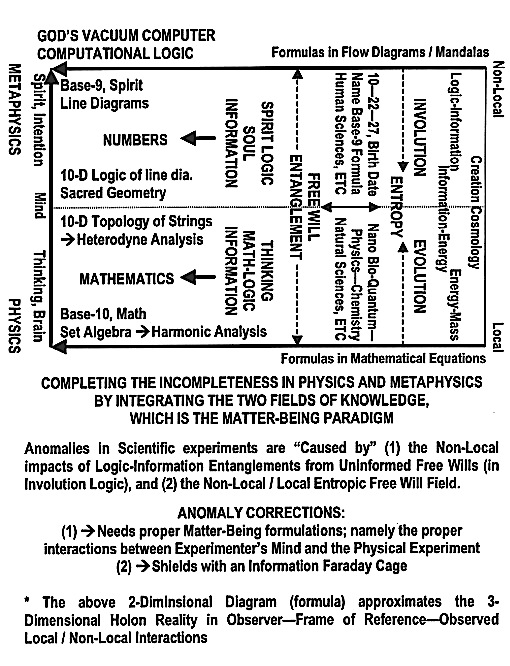 GOD'S VACUUM COMPUTER
COMPUTATIONAL LOGIC
Formulas in Flow Diagrams / Mandalas
METAPHYSICS
PHYSICS
Spirit, Intention
Mind
Thinking, Brain
Base-9, Spirit
Line Diagrams
NUMBERS
10-D Logic of line dia.
Sacred Geometry
10-D Topology of Strings
→Heterodyne Analysis
MATHEMATICS
Base-10, Math
Set Algebra →Harmonic Analysis
SPIRIT LOGIC
SOUL
INFORMATION
THINKING
MATH-LOGIC
INFORMATION
FREE WILL
ENTANGLEMENT
10—22—27, Birth Date
Name Base-9 Formula
Human Sciences, ETC
Nano Bio-Quantum—
Physics—Chemistry
Natural Sciences, ETC
ENTROPY
INVOLUTION
EVOLUTION
Creation Cosmology
Logic-Information
Information-Energy
Energy-Mass
Non-Local
Local
Formulas in Mathematical Equations
COMPLETING THE INCOMPLETENESS IN PHYSICS AND METAPHYSICS
BY INTEGRATING THE TWO FIELDS OF KNOWLEDGE,
WHICH IS THE MATTER-BEING PARADIGM
Anomalies in Scientific experiments are “Caused by” (1) the Non-Local
impacts of Logic-Information Entanglements from Uninformed Free Wills (in
Involution Logic), and (2) the Non-Local / Local Entropic Free Will Field.
ANOMALY CORRECTIONS:
(1) →Needs proper Matter-Being formulations; namely the proper
interactions between Experimenter's Mind and the Physical Experiment
(2) →Shields with an Information Faraday Cage
* The above 2-Diminsional Diagram (formula) approximates the 3-
Dimensional Holon Reality in Observer—Frame of Reference—Observed
Local / Non-Local Interactions